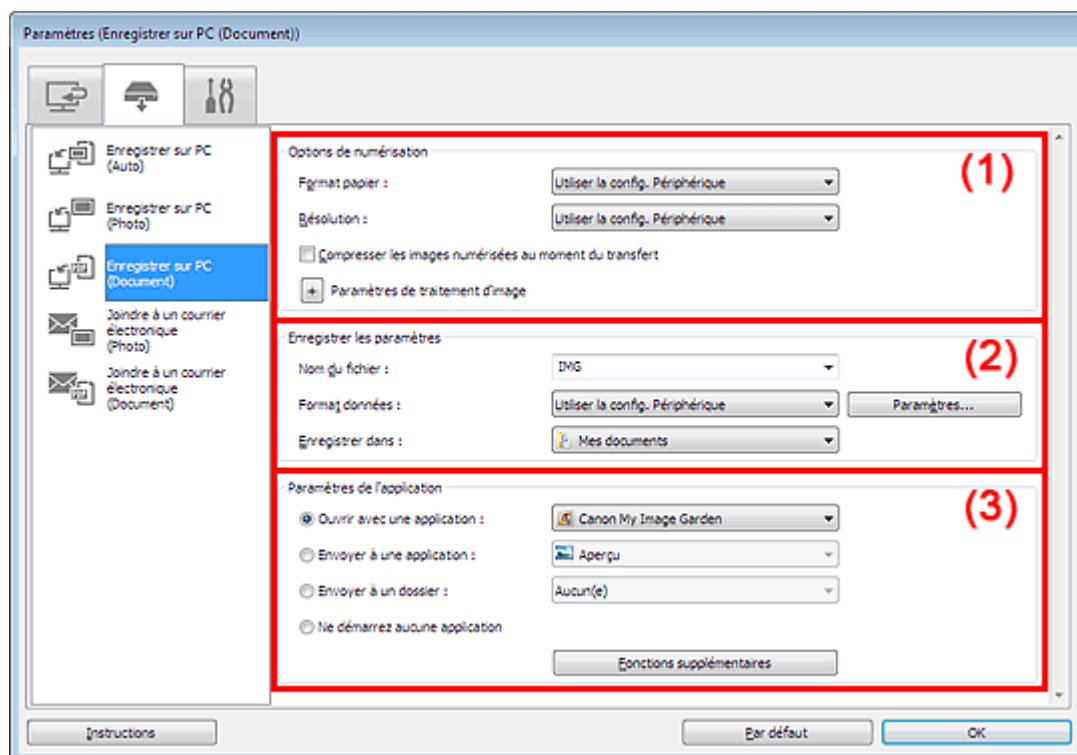 Paramètres (Enregistrer sur PC (Document))
Enregistrer sur PC
(Auto)
Enregistrer sur PC
(Photo)
Enregistrer sur PC
(Document)
Joindre à un courrier
électronique
(Photo)
Joindre à un courrier
électronique
(Document)
Options de numérisation
(1)
Format papier :
Utiliser la config. Périphérique
Résolution :
Utiliser la config. Périphérique
Compresser les images numérisées au moment du transfert
+ Paramètres de traitement d'image
Enregistrer les paramètres
(2)
Nom du fichier :
IMG
Format données :
Utiliser la config. Périphérique
Paramètres...
Enregistrer dans :
Mes documents
Paramètres de l'application
(3)
Ouvrir avec une application :
Canon My Image Garden
Envoyer à une application :
Aperçu
Envoyer à un dossier :
Aucun(e)
Ne démarrez aucune application
Fonctions supplémentaires
Instructions
Par défaut
OK